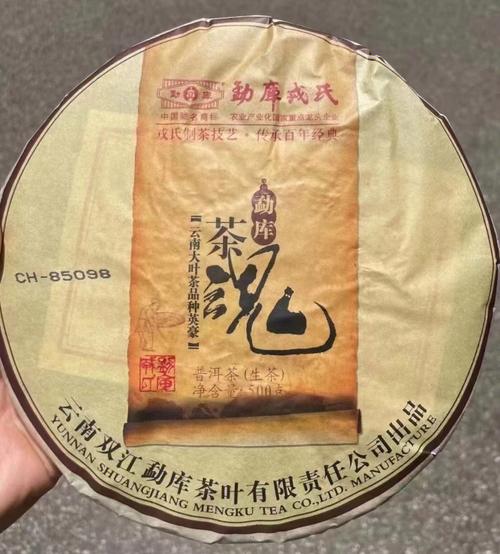 勐库戎氏
中国驰名商标 农业产业化国家重点龙头企业
戎氏制茶技艺·传承百年经典
勐库
茶魂
【云南大叶茶品种英豪】
CH-85098
普洱茶(生茶)
净含量:500克
云南双江勐库茶叶有限责任公司出品
YUNNAN SHUANGJIANG MENGKU TEA CO.,LTD. MANUFACTURE